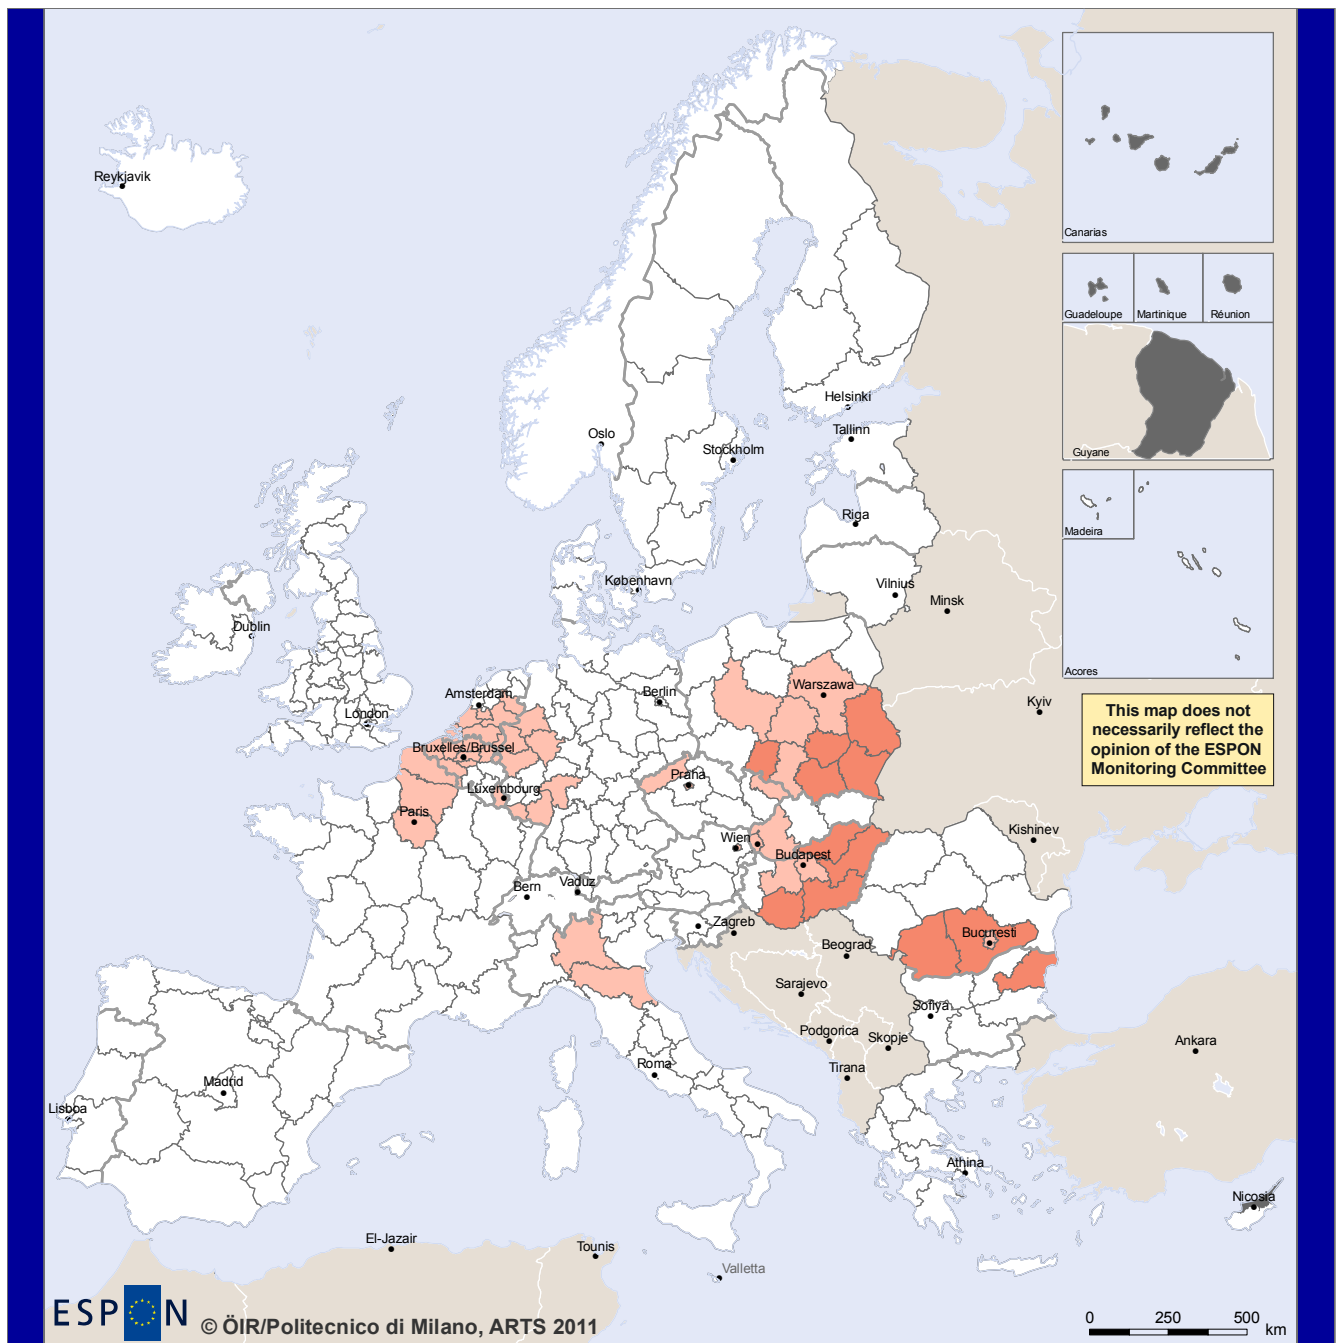 Canarias
Reykjavik
Guadeloupe
Martinique
Réunion
Guyane
Helsinki
Oslo
Tallinn
Stockholm
Riga
Madeira
København
Vilnius
Minsk
Dublin
Acores
Warszawa
Amsterdam
Berlin
Kyiv
London
This map does not
necessarily reflect the
opinion of the ESPON
Monitoring Committee
Bruxelles/Brussel
Praha
Luxembourg
Paris
Kishinev
Wien
Budapest
Bern
Vaduz
Zagreb
Bucuresti
Beograd
Sarajevo
Sofiya
Podgorica
Skopje
Ankara
Roma
Tirana
Madrid
Lisboa
Athina
Nicosia
El-Jazair
Tounis
Valletta
ESPON
© ÖIR/Politecnico di Milano, ARTS 2011
0 250 500
km